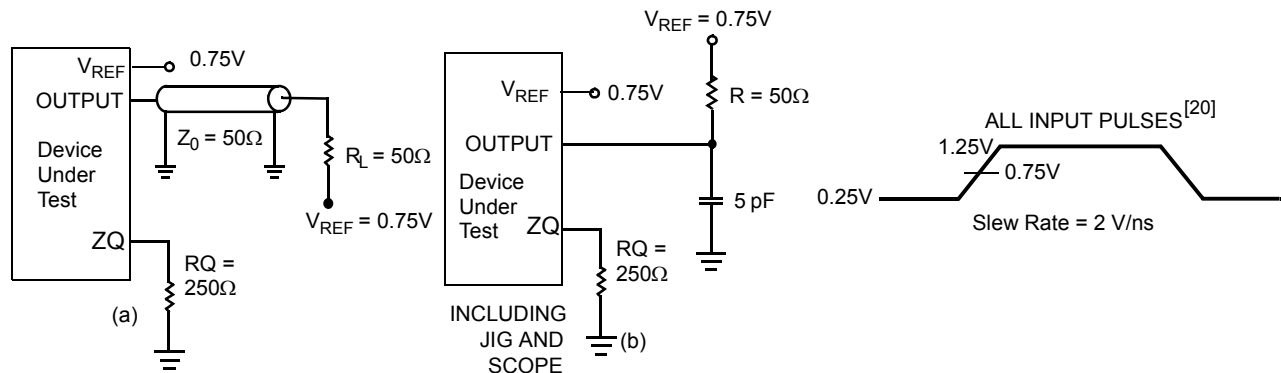 V_REF
0.75V
OUTPUT
Z_0 = 50Ω
Device
Under
Test
R_L = 50Ω
V_REF = 0.75V
ZQ
RQ =
250Ω
(a)
V_REF = 0.75V
V_REF
0.75V
R = 50Ω
OUTPUT
Device
Under
Test
5 pF
ZQ
RQ =
250Ω
INCLUDING
JIG AND
SCOPE
(b)
ALL INPUT PULSES[20]
1.25V
0.75V
0.25V
Slew Rate = 2 V/ns